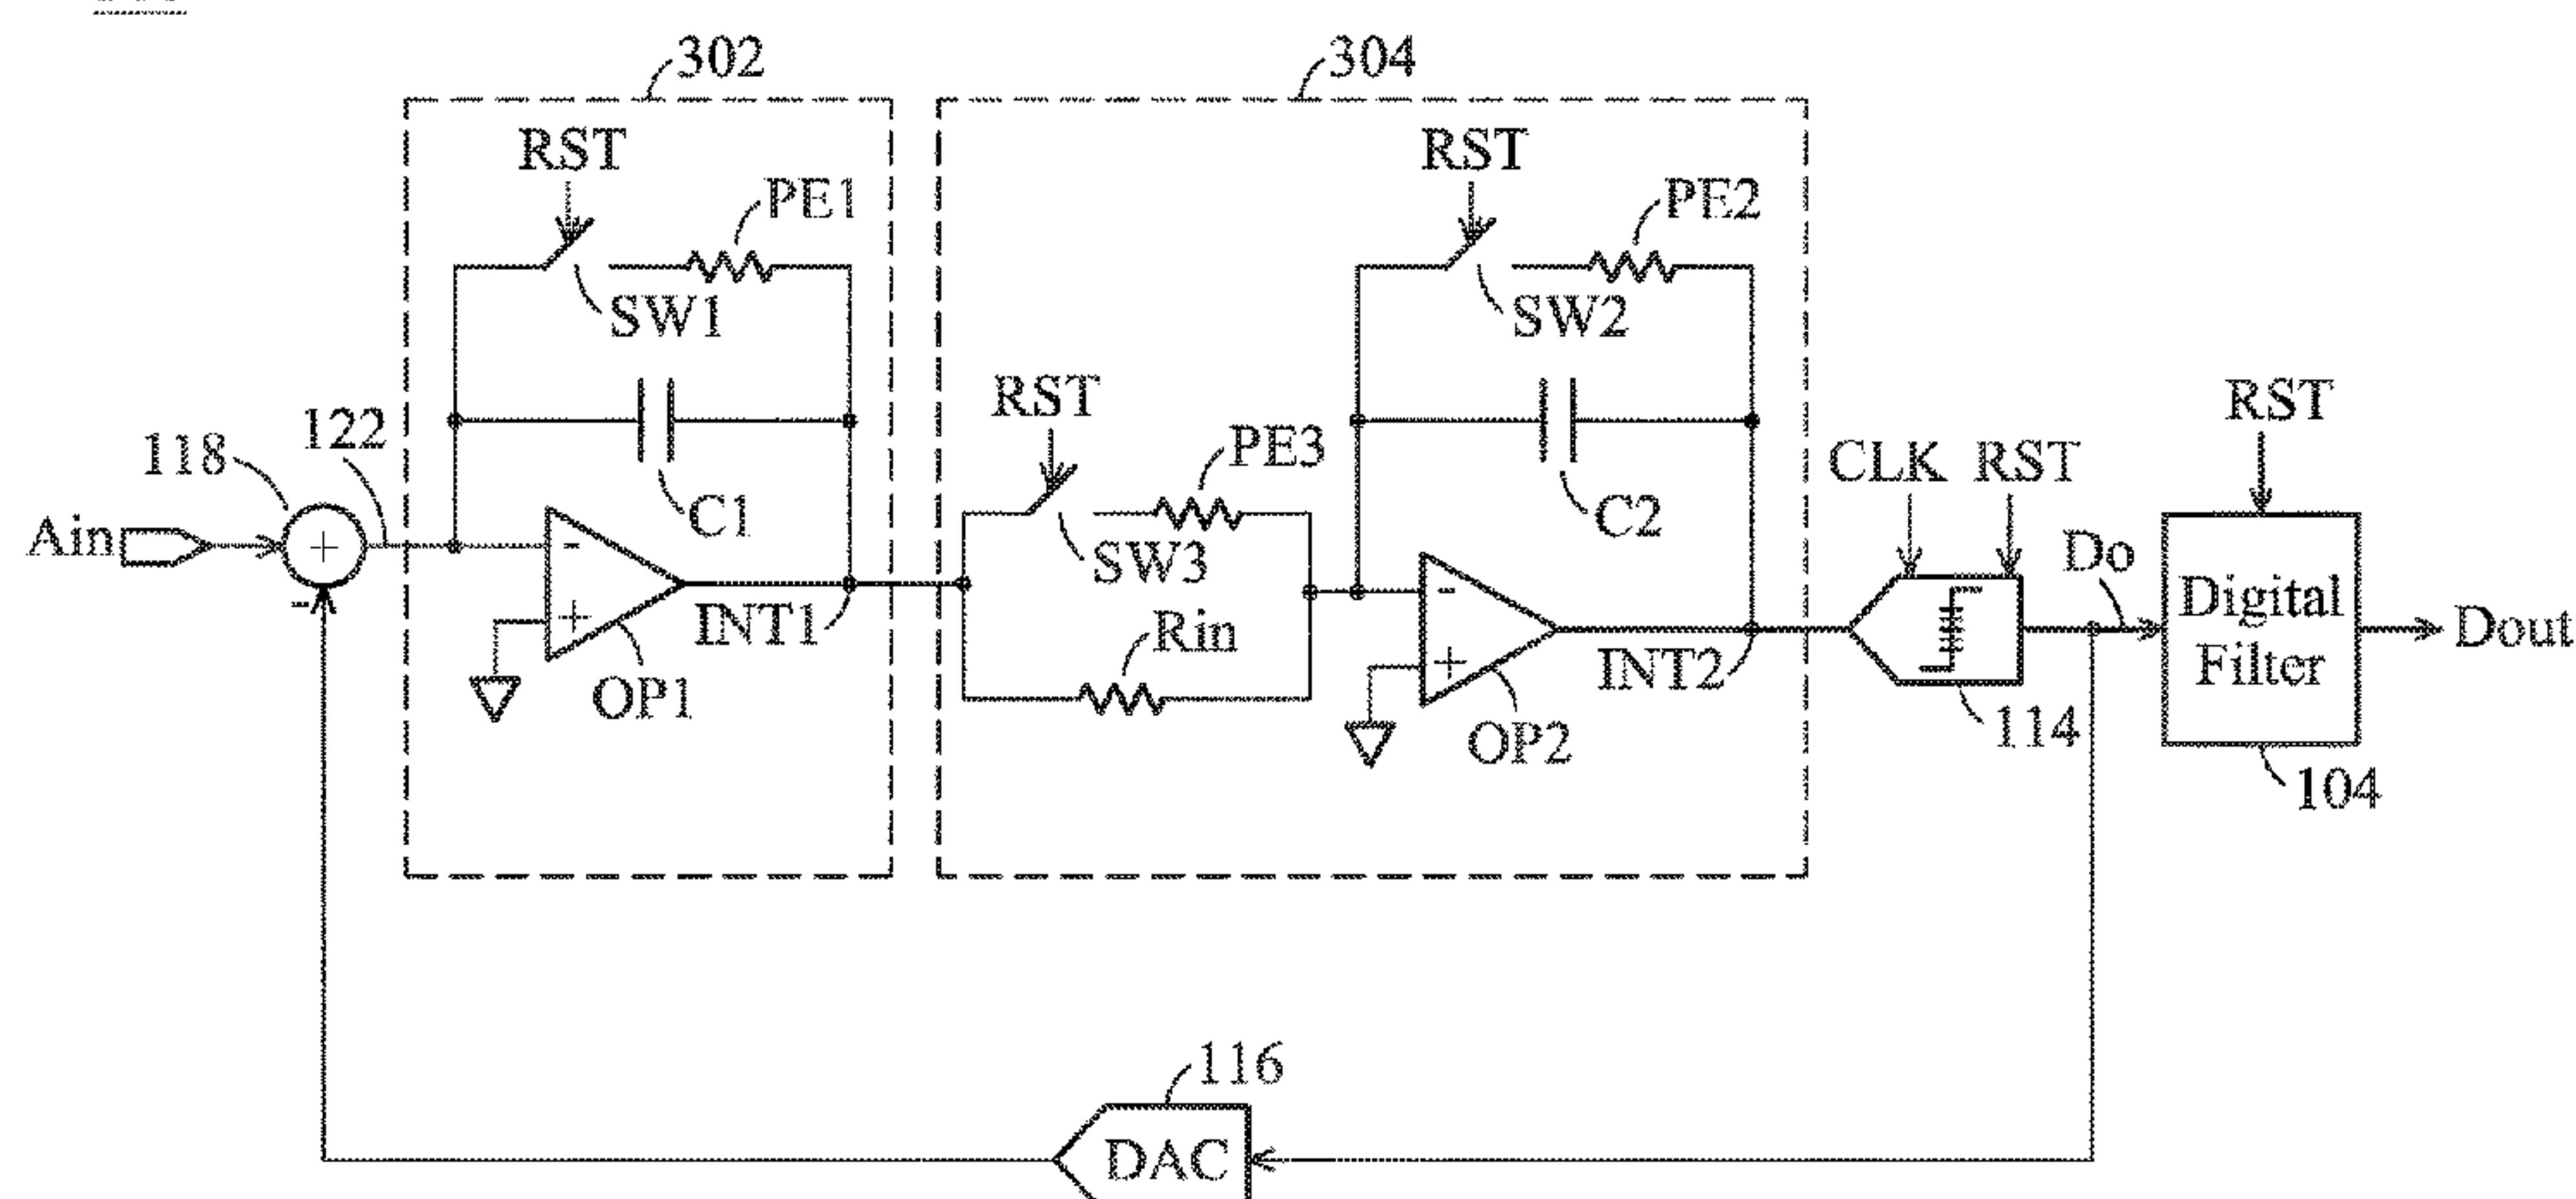 302
304
RST
RST
PE1
PE2
SW1
SW2
RST
RST
122
118
PE3
CLK
RST
C1
C2
Ain
+
-
SW3
-
Do
Digital
Filter
Dout
-
+
INT1
Rin
+
INT2
OP1
OP2
114
104
116
DAC